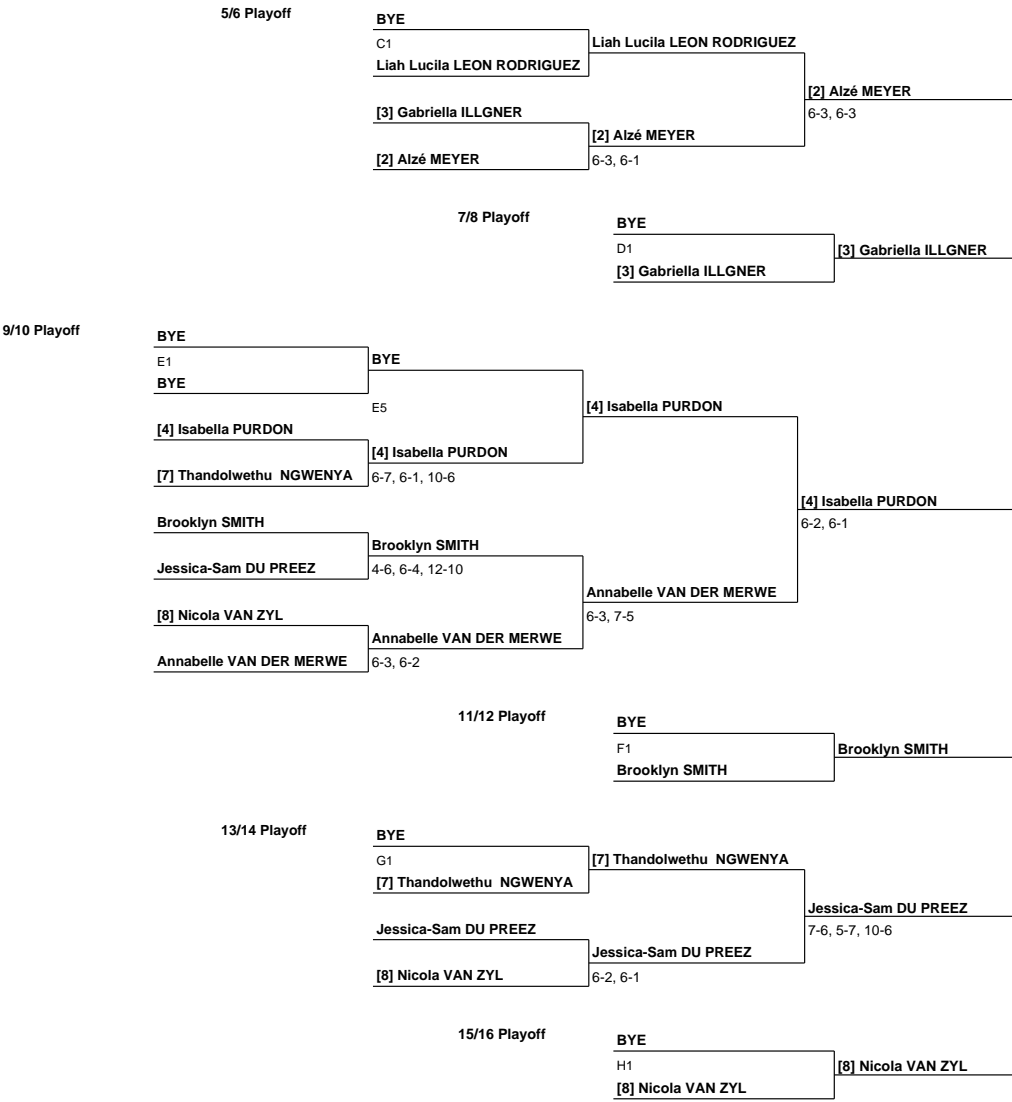 5/6 Playoff
BYE
C1
Liah Lucila LEON RODRIGUEZ
Liah Lucila LEON RODRIGUEZ
[3] Gabriella ILLGNER
[2] Alzé MEYER
[2] Alzé MEYER
6-3, 6-1
[2] Alzé MEYER
6-3, 6-3
7/8 Playoff
BYE
D1
[3] Gabriella ILLGNER
[3] Gabriella ILLGNER
9/10 Playoff
BYE
E1
BYE
BYE
E5
[4] Isabella PURDON
[7] Thandolwethu NGWENYA
[4] Isabella PURDON
6-7, 6-1, 10-6
[4] Isabella PURDON
Brooklyn SMITH
Jessica-Sam DU PREEZ
Brooklyn SMITH
4-6, 6-4, 12-10
[8] Nicola VAN ZYL
Annabelle VAN DER MERWE
Annabelle VAN DER MERWE
6-3, 6-2
Annabelle VAN DER MERWE
6-3, 7-5
[4] Isabella PURDON
6-2, 6-1
11/12 Playoff
BYE
F1
Brooklyn SMITH
Brooklyn SMITH
13/14 Playoff
BYE
G1
[7] Thandolwethu NGWENYA
[7] Thandolwethu NGWENYA
Jessica-Sam DU PREEZ
[8] Nicola VAN ZYL
Jessica-Sam DU PREEZ
6-2, 6-1
Jessica-Sam DU PREEZ
7-6, 5-7, 10-6
15/16 Playoff
BYE
H1
[8] Nicola VAN ZYL
[8] Nicola VAN ZYL